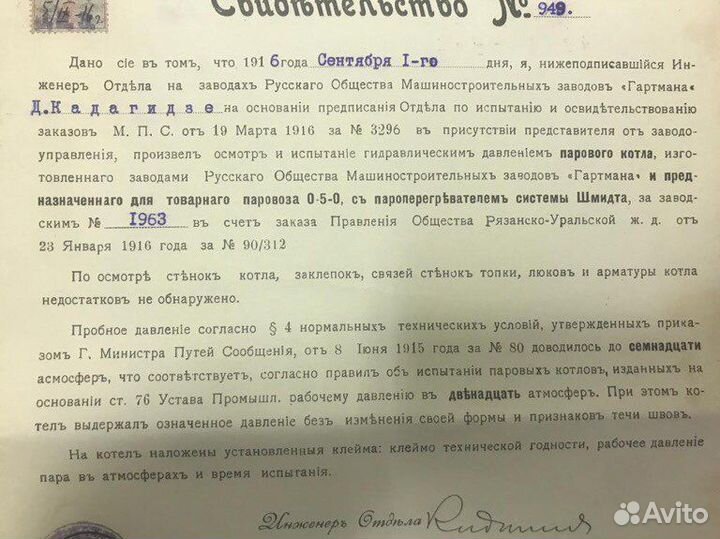 Свидѣтельство № 949.
5/IX 16 г.
Дано сіе въ томъ, что 1916 года Сентября I-го дня, я, нижеподписавшійся Ин-
женеръ Отдѣла на заводахъ Русскаго Общества Машиностроительныхъ заводовъ „Гартмана“
Д.Кадагидзе на основаніи предписанія Отдѣла по испытанію и освидѣтельствованію
заказовъ М. П. С. отъ 19 Марта 1916 за № 3296 въ присутствіи представителя отъ заводо-
управленія, произвелъ осмотръ и испытаніе гидравлическимъ давленіемъ парового котла, изго-
товленнаго заводами Русскаго Общества Машиностроительныхъ заводовъ „Гартмана“ и пред-
назначеннаго для товарнаго паровоза 0-5-0, съ пароперегрѣвателемъ системы Шмидта, за завод-
скимъ № I963 въ счетъ заказа Правленія Общества Рязанско-Уральской ж. д. отъ
23 Января 1916 года за № 90/312
По осмотрѣ стѣнокъ котла, заклепокъ, связей стѣнокъ топки, люковъ и арматуры котла
недостатковъ не обнаружено.
Пробное давленіе согласно § 4 нормальныхъ техническихъ условій, утвержденныхъ прика-
зомъ Г. Министра Путей Сообщенія, отъ 8 Іюня 1915 года за № 80 доводилось до семнадцати
асмосферъ, что соотвѣтствуетъ, согласно правилъ объ испытаніи паровыхъ котловъ, изданныхъ на
основаніи ст. 76 Устава Промышл. рабочему давленію въ двѣнадцать атмосферъ. При этомъ ко-
телъ выдержалъ означенное давленіе безъ измѣненія своей формы и признаковъ течи швовъ.
На котелъ наложены установленныя клейма: клеймо технической годности, рабочее давленіе
пара въ атмосферахъ и время испытанія.
Инженеръ Отдѣла
Avito